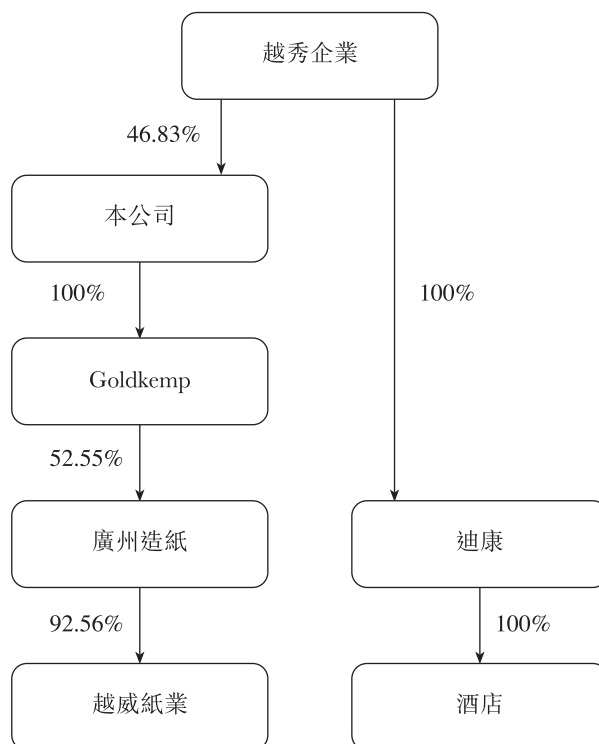 越秀企業
46.83%
本公司
100%
100%
Goldkemp
52.55%
廣州造紙
迪康
92.56%
100%
越威紙業
酒店